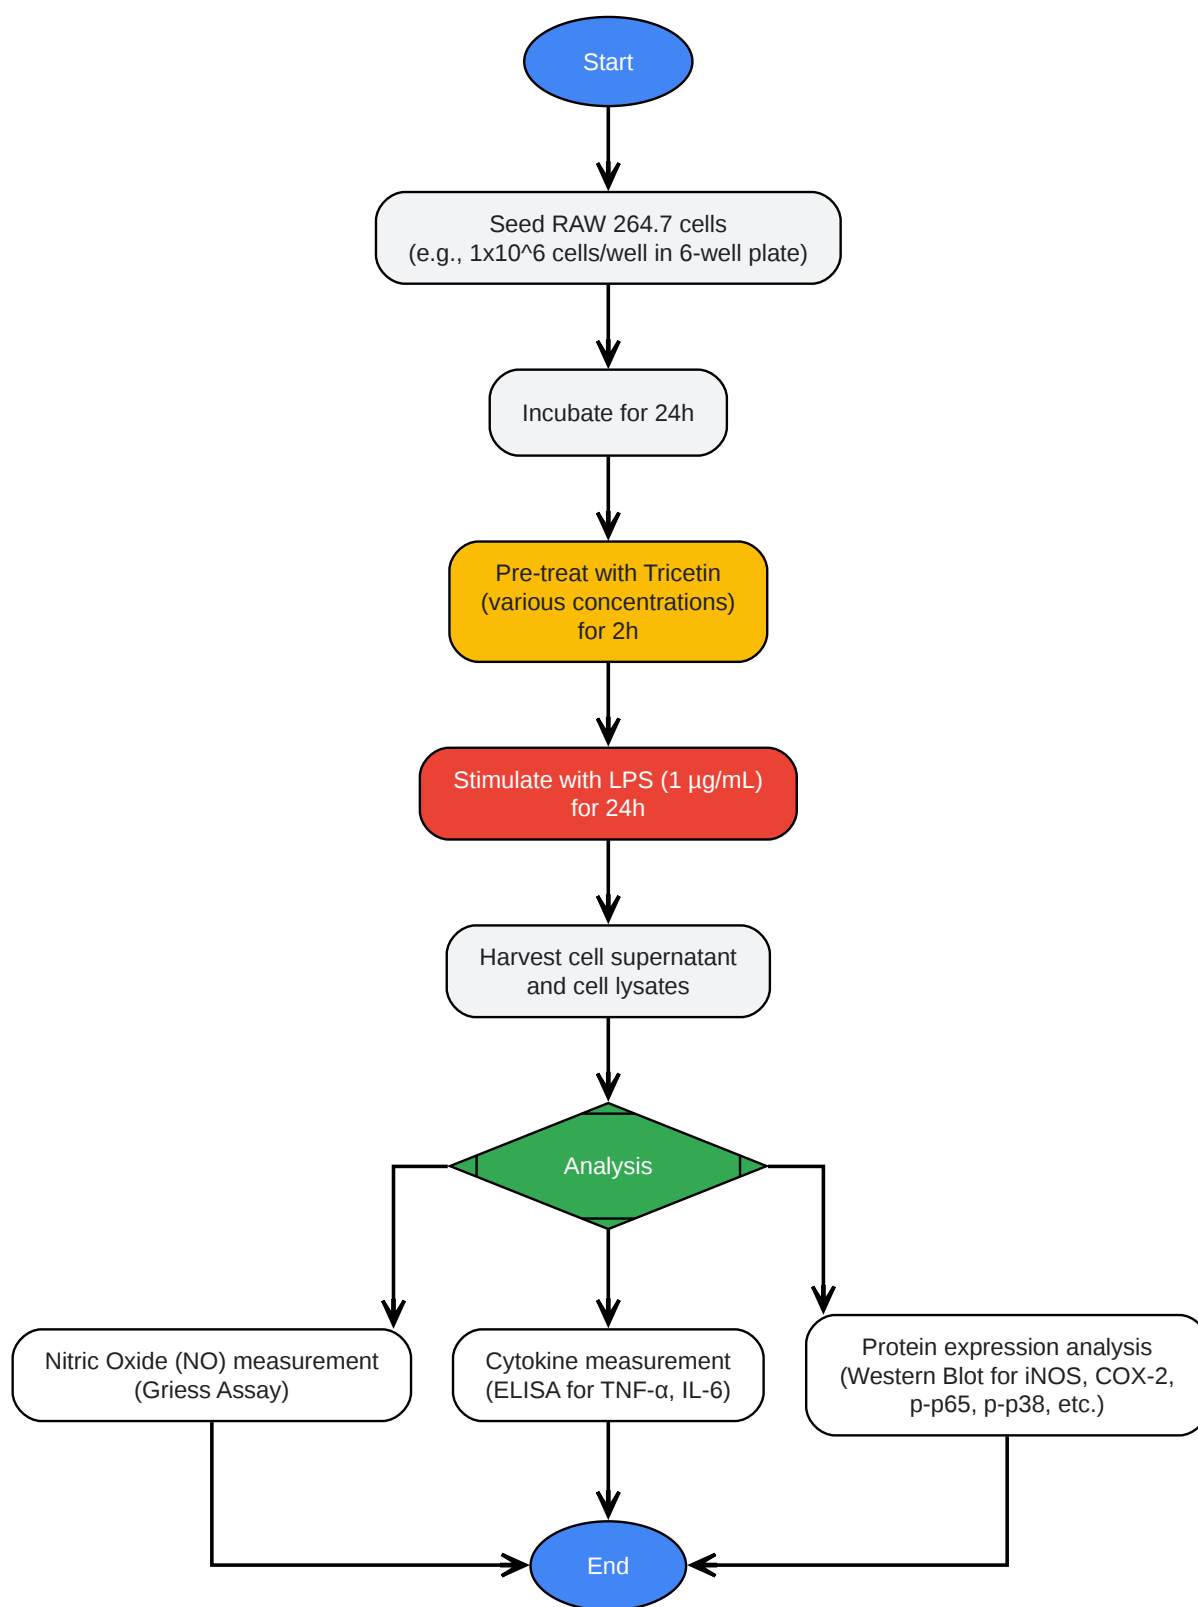 Start
Seed RAW 264.7 cells
(e.g., 1x10^6 cells/well in 6-well plate)
Incubate for 24h
Pre-treat with Tricetin
(various concentrations)
for 2h
Stimulate with LPS (1 µg/mL)
for 24h
Harvest cell supernatant
and cell lysates
Analysis
Nitric Oxide (NO) measurement
(Griess Assay)
Cytokine measurement
(ELISA for TNF-α, IL-6)
Protein expression analysis
(Western Blot for iNOS, COX-2,
p-p65, p-p38, etc.)
End